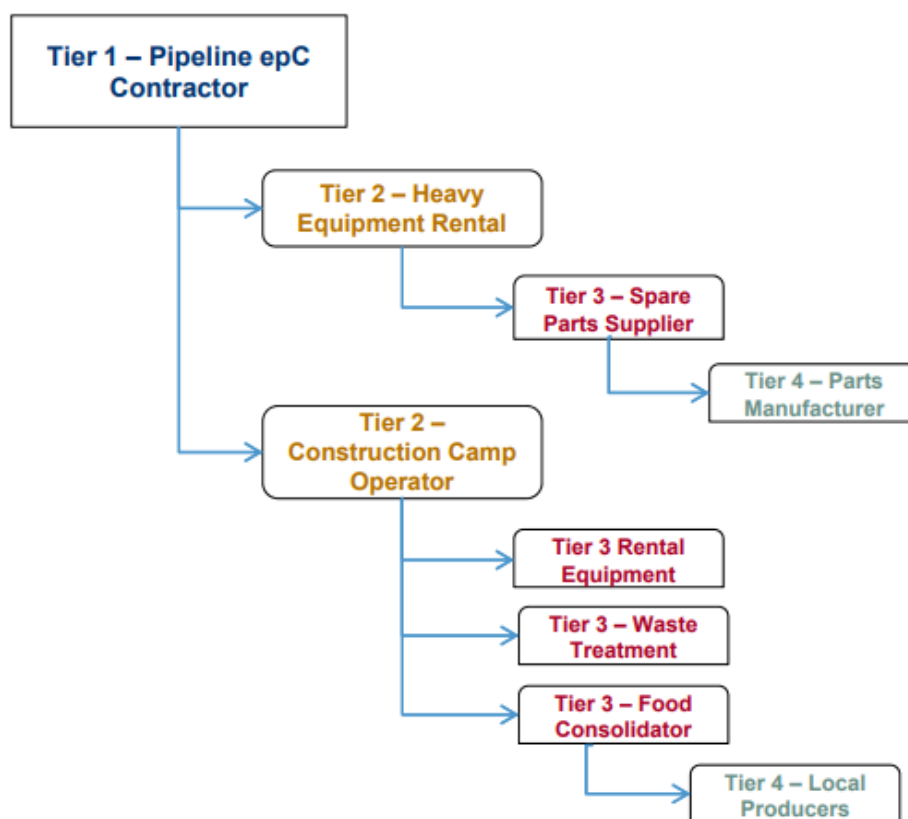 Tier 1 – Pipeline epC
Contractor
Tier 2 – Heavy
Equipment Rental
Tier 3 – Spare
Parts Supplier
Tier 4 – Parts
Manufacturer
Tier 2 –
Construction Camp
Operator
Tier 3 Rental
Equipment
Tier 3 – Waste
Treatment
Tier 3 – Food
Consolidator
Tier 4 – Local
Producers